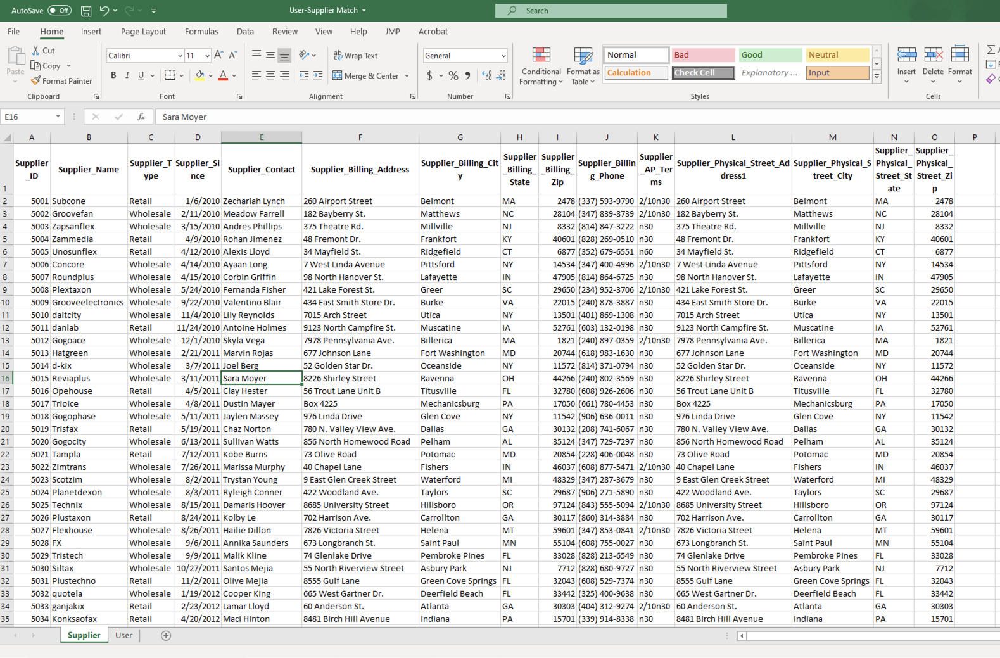 AutoSave Off User-Supplier Match Search
File Home Insert Page Layout Formulas Data Review View Help JMP Acrobat
Paste Cut Copy Format Painter Clipboard
Calibri 11 B I U A Font
Wrap Text Merge & Center Alignment
General $ % Number
Conditional Formatting Format as Table
Normal Bad Good Neutral
Calculation Check Cell Explanatory ... Input
Styles
Insert Delete Format Cells
E16 fx Sara Moyer
A B C D E F G H I J K L M N O P
1 Supplier_ID Supplier_Name Supplier_Type Supplier_Since Supplier_Contact Supplier_Billing_Address Supplier_Billing_City Supplier_Billing_State Supplier_Billing_Zip Supplier_Billing_Phone Supplier_AP_Terms Supplier_Physical_Street_Address1 Supplier_Physical_Street_City Supplier_Physical_Street_State Supplier_Physical_Street_Zip
2 5001 Subcone Retail 1/6/2010 Zechariah Lynch 260 Airport Street Belmont MA 2478 (337) 593-9790 2/10n30 260 Airport Street Belmont MA 2478
3 5002 Groovefan Wholesale 2/11/2010 Meadow Farrell 182 Bayberry St. Matthews NC 28104 (347) 839-8739 2/10n30 182 Bayberry St. Matthews NC 28104
4 5003 Zapsanflex Wholesale 3/15/2010 Andres Phillips 375 Theatre Rd. Millville NJ 8332 (814) 847-3222 n30 375 Theatre Rd. Millville NJ 8332
5 5004 Zammedia Retail 4/9/2010 Rohan Jimenez 48 Fremont Dr. Frankfort KY 40601 (828) 269-0510 n30 48 Fremont Dr. Frankfort KY 40601
6 5005 Unosunflex Retail 4/12/2010 Alexis Lloyd 34 Mayfield St. Ridgefield CT 6877 (352) 679-6551 n60 34 Mayfield St. Ridgefield CT 6877
7 5006 Concore Wholesale 4/14/2010 Ayaan Long 7 West Linda Avenue Pittsford NY 14534 (347) 400-4996 2/10n30 7 West Linda Avenue Pittsford NY 14534
8 5007 Roundplus Wholesale 4/15/2010 Corbin Griffin 98 North Hanover St. Lafayette IN 47905 (814) 864-6725 n30 98 North Hanover St. Lafayette IN 47905
9 5008 Plextaxon Wholesale 5/24/2010 Fernanda Fisher 421 Lake Forest St. Greer SC 29650 (234) 952-3706 2/10n30 421 Lake Forest St. Greer SC 29650
10 5009 Grooveelectronics Wholesale 9/22/2010 Valentino Blair 434 East Smith Store Dr. Burke VA 22015 (240) 878-3887 n30 434 East Smith Store Dr. Burke VA 22015
11 5010 daltcity Wholesale 11/4/2010 Lily Reynolds 7015 Arch Street Utica NY 13501 (401) 869-1308 n30 7015 Arch Street Utica NY 13501
12 5011 danlab Retail 11/24/2010 Antoine Holmes 9123 North Campfire St. Muscatine IA 52761 (603) 132-0198 n30 9123 North Campfire St. Muscatine IA 52761
13 5012 Gogoace Wholesale 12/1/2010 Skyla Vega 7978 Pennsylvania Ave. Billerica MA 1821 (240) 897-0359 2/10n30 7978 Pennsylvania Ave. Billerica MA 1821
14 5013 Hatgreen Wholesale 2/21/2011 Marvin Rojas 677 Johnson Lane Fort Washington MD 20744 (618) 983-1630 n30 677 Johnson Lane Fort Washington MD 20744
15 5014 d-kix Wholesale 3/7/2011 Joel Berg 52 Golden Star Dr. Oceanside NY 11572 (814) 371-0794 n30 52 Golden Star Dr. Oceanside NY 11572
16 5015 Reviaplus Wholesale 3/11/2011 Sara Moyer 8226 Shirley Street Ravenna OH 44266 (240) 802-3569 n30 8226 Shirley Street Ravenna OH 44266
17 5016 Opehouse Retail 4/5/2011 Clay Hester 56 Trout Lane Unit B Titusville FL 32780 (608) 926-2606 n30 56 Trout Lane Unit B Titusville FL 32780
18 5017 Trioice Wholesale 4/8/2011 Dustin Mayer Box 4225 Mechanicsburg PA 17050 (661) 780-4453 n30 Box 4225 Mechanicsburg PA 17050
19 5018 Gogophase Wholesale 5/11/2011 Jaylen Massey 976 Linda Drive Glen Cove NY 11542 (906) 636-0011 n30 976 Linda Drive Glen Cove NY 11542
20 5019 Trisfax Retail 5/19/2011 Chaz Norton 780 N. Valley View Ave. Dallas GA 30132 (208) 741-6067 n30 780 N. Valley View Ave. Dallas GA 30132
21 5020 Gogocity Wholesale 6/13/2011 Sullivan Watts 856 North Homewood Road Pelham AL 35124 (347) 729-7297 n30 856 North Homewood Road Pelham AL 35124
22 5021 Tampla Retail 7/12/2011 Kobe Burns 73 Olive Road Potomac MD 20854 (228) 406-0048 n30 73 Olive Road Potomac MD 20854
23 5022 Zimtrans Wholesale 7/26/2011 Marissa Murphy 40 Chapel Lane Fishers IN 46037 (608) 877-5471 2/10n30 40 Chapel Lane Fishers IN 46037
24 5023 Scotzim Wholesale 8/2/2011 Trystan Young 9 East Glen Creek Street Waterford MI 48329 (347) 287-3679 n30 9 East Glen Creek Street Waterford MI 48329
25 5024 Planetdexon Wholesale 8/3/2011 Ryleigh Conner 422 Woodland Ave. Taylors SC 29687 (906) 271-5890 n30 422 Woodland Ave. Taylors SC 29687
26 5025 Technix Wholesale 8/15/2011 Damaris Hoover 8685 University Street Hillsboro OR 97124 (843) 555-5094 2/10n30 8685 University Street Hillsboro OR 97124
27 5026 Plustaxon Retail 8/24/2011 Kolby Le 702 Harrison Ave. Carrollton GA 30117 (860) 314-3884 n30 702 Harrison Ave. Carrollton GA 30117
28 5027 Flexhouse Wholesale 8/26/2011 Hailie Dillon 7826 Victoria Street Helena MT 59601 (347) 853-0841 2/10n30 7826 Victoria Street Helena MT 59601
29 5028 FX Wholesale 9/6/2011 Annika Saunders 673 Longbranch St. Saint Paul MN 55104 (608) 755-0027 n30 673 Longbranch St. Saint Paul MN 55104
30 5029 Tristech Wholesale 9/9/2011 Malik Kline 74 Glenlake Drive Pembroke Pines FL 33028 (828) 213-6549 n30 74 Glenlake Drive Pembroke Pines FL 33028
31 5030 Siltax Wholesale 10/27/2011 Santos Mejia 55 North Riverview Street Asbury Park NJ 7712 (828) 680-9727 n30 55 North Riverview Street Asbury Park NJ 7712
32 5031 Plustechno Retail 11/2/2011 Olive Mejia 8555 Gulf Lane Green Cove Springs FL 32043 (608) 529-7374 n30 8555 Gulf Lane Green Cove Springs FL 32043
33 5032 quotela Wholesale 1/19/2012 Cooper King 665 West Gartner Dr. Deerfield Beach FL 33442 (325) 400-9638 n30 665 West Gartner Dr. Deerfield Beach FL 33442
34 5033 ganjakix Retail 2/23/2012 Lamar Lloyd 60 Anderson St. Atlanta GA 30303 (404) 312-9274 2/10n30 60 Anderson St. Atlanta GA 30303
35 5034 Konksaofax Retail 4/20/2012 Maci Hinton 8481 Birch Hill Avenue Indiana PA 15701 (339) 914-8338 n30 8481 Birch Hill Avenue Indiana PA 15701
Supplier User